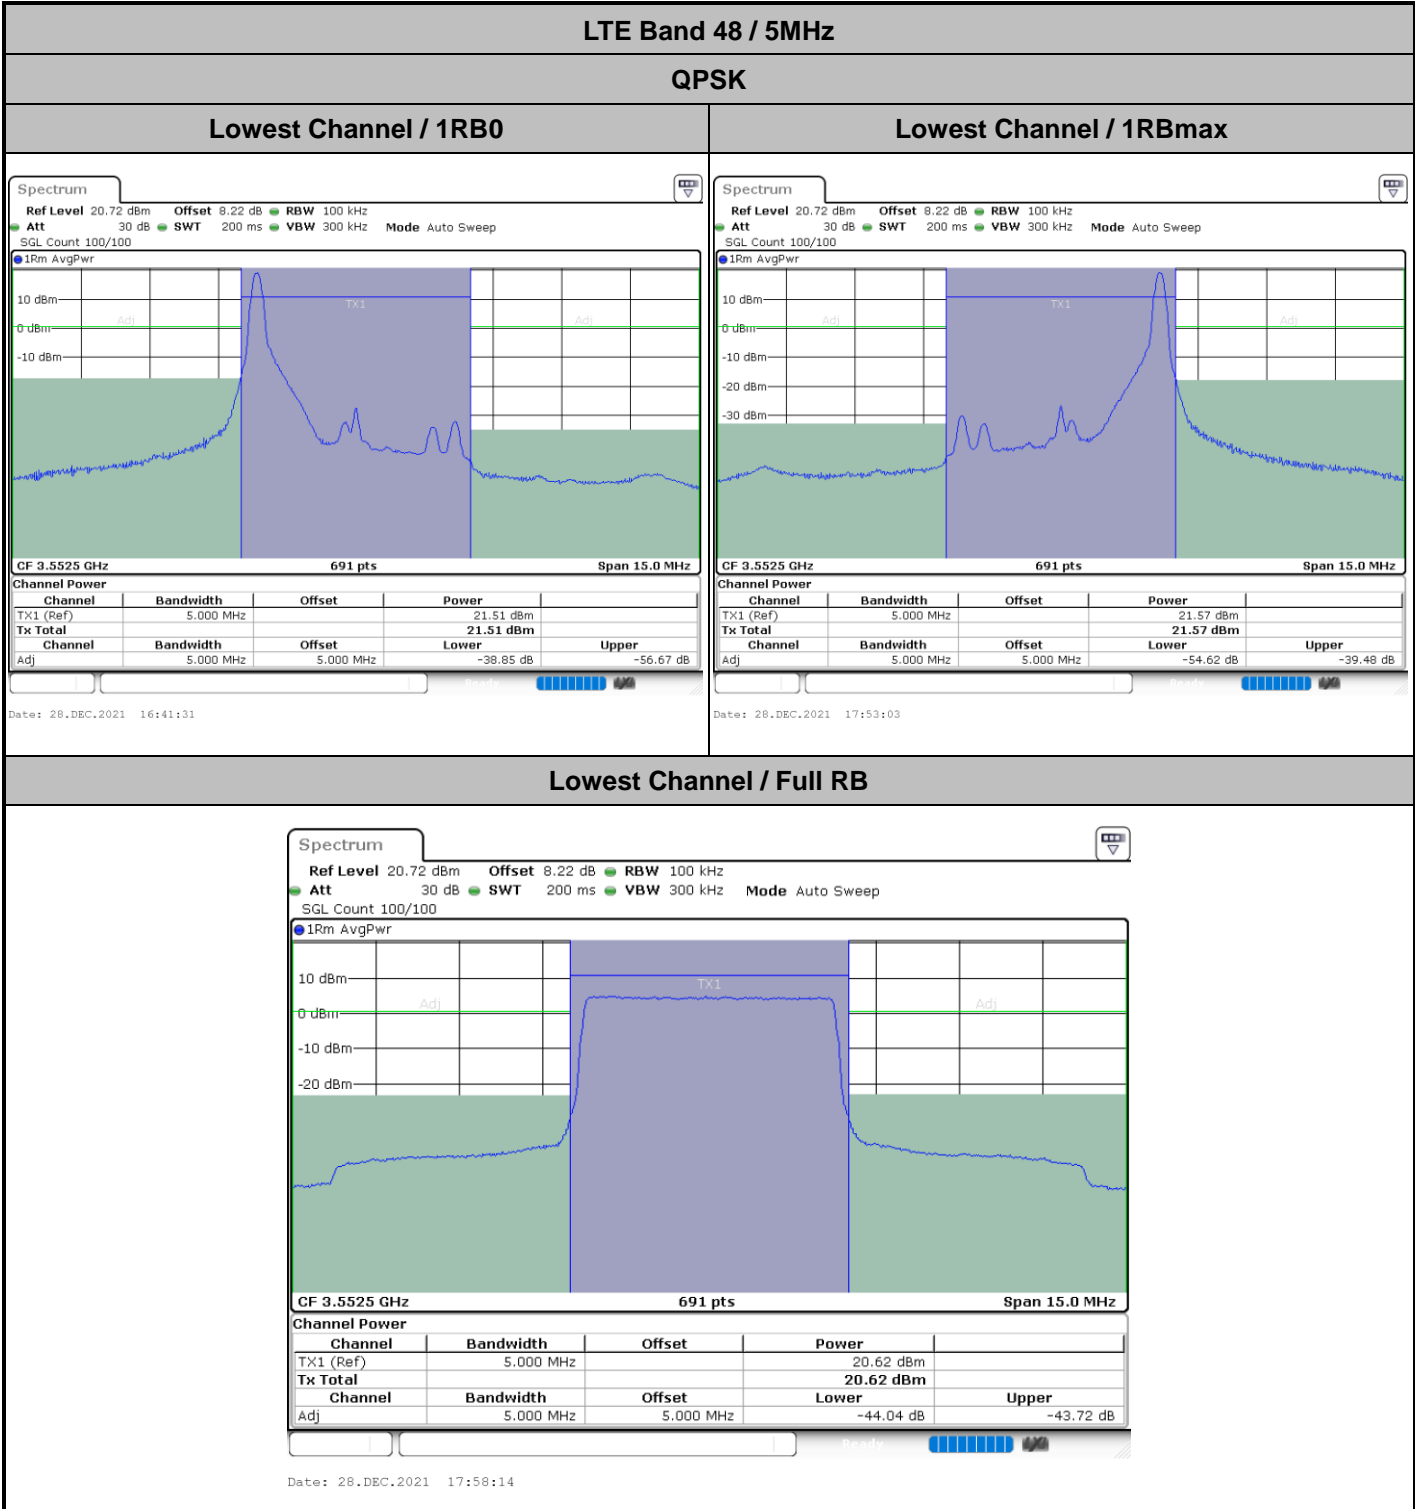 LTE Band 48 / 5MHz
QPSK
Lowest Channel / 1RB0
Lowest Channel / 1RBmax
Spectrum
Ref Level 20.72 dBm Offset 8.22 dB RBW 100 kHz
Att 30 dB SWT 200 ms VBW 300 kHz Mode Auto Sweep
SGL Count 100/100
1Rm AvgPwr
10 dBm
TX1
Adj
Adj
0 dBm
-10 dBm
CF 3.5525 GHz 691 pts Span 15.0 MHz
Channel Power
Channel Bandwidth Offset Power
TX1 (Ref) 5.000 MHz 21.51 dBm
Tx Total 21.51 dBm
Channel Bandwidth Offset Lower Upper
Adj 5.000 MHz 5.000 MHz -38.85 dB -56.67 dB
Ready
Date: 28.DEC.2021 16:41:31
Spectrum
Ref Level 20.72 dBm Offset 8.22 dB RBW 100 kHz
Att 30 dB SWT 200 ms VBW 300 kHz Mode Auto Sweep
SGL Count 100/100
1Rm AvgPwr
10 dBm
TX1
Adj
Adj
0 dBm
-10 dBm
-20 dBm
-30 dBm
CF 3.5525 GHz 691 pts Span 15.0 MHz
Channel Power
Channel Bandwidth Offset Power
TX1 (Ref) 5.000 MHz 21.57 dBm
Tx Total 21.57 dBm
Channel Bandwidth Offset Lower Upper
Adj 5.000 MHz 5.000 MHz -54.62 dB -39.48 dB
Ready
Date: 28.DEC.2021 17:53:03
Lowest Channel / Full RB
Spectrum
Ref Level 20.72 dBm Offset 8.22 dB RBW 100 kHz
Att 30 dB SWT 200 ms VBW 300 kHz Mode Auto Sweep
SGL Count 100/100
1Rm AvgPwr
10 dBm
TX1
Adj
Adj
0 dBm
-10 dBm
-20 dBm
CF 3.5525 GHz 691 pts Span 15.0 MHz
Channel Power
Channel Bandwidth Offset Power
TX1 (Ref) 5.000 MHz 20.62 dBm
Tx Total 20.62 dBm
Channel Bandwidth Offset Lower Upper
Adj 5.000 MHz 5.000 MHz -44.04 dB -43.72 dB
Ready
Date: 28.DEC.2021 17:58:14